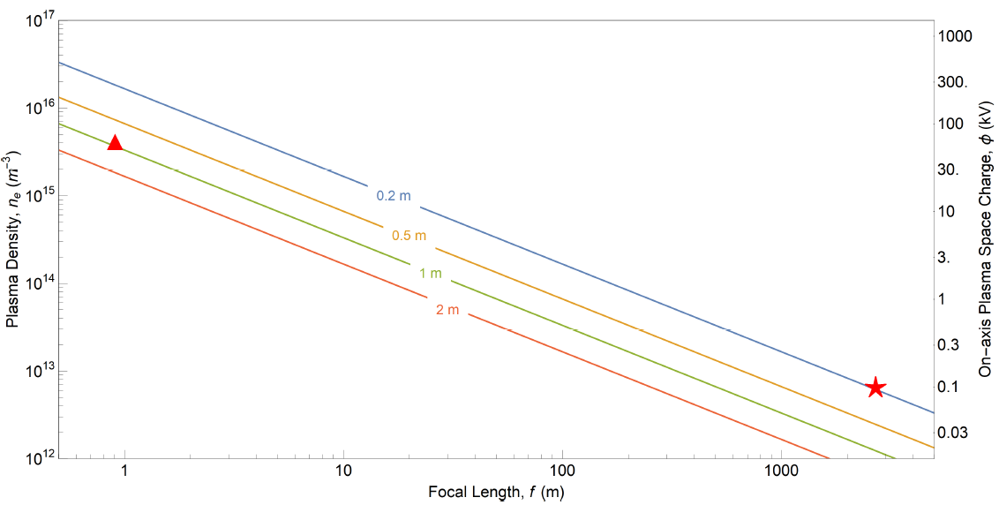 10^17
10^16
10^15
10^14
10^13
10^12
Plasma Density, n_e (m^−3)
0.2 m
0.5 m
1 m
2 m
1
10
100
1000
Focal Length, f (m)
1000
300.
100
30.
10
3.
1
0.3
0.1
0.03
On−axis Plasma Space Charge, ϕ (kV)